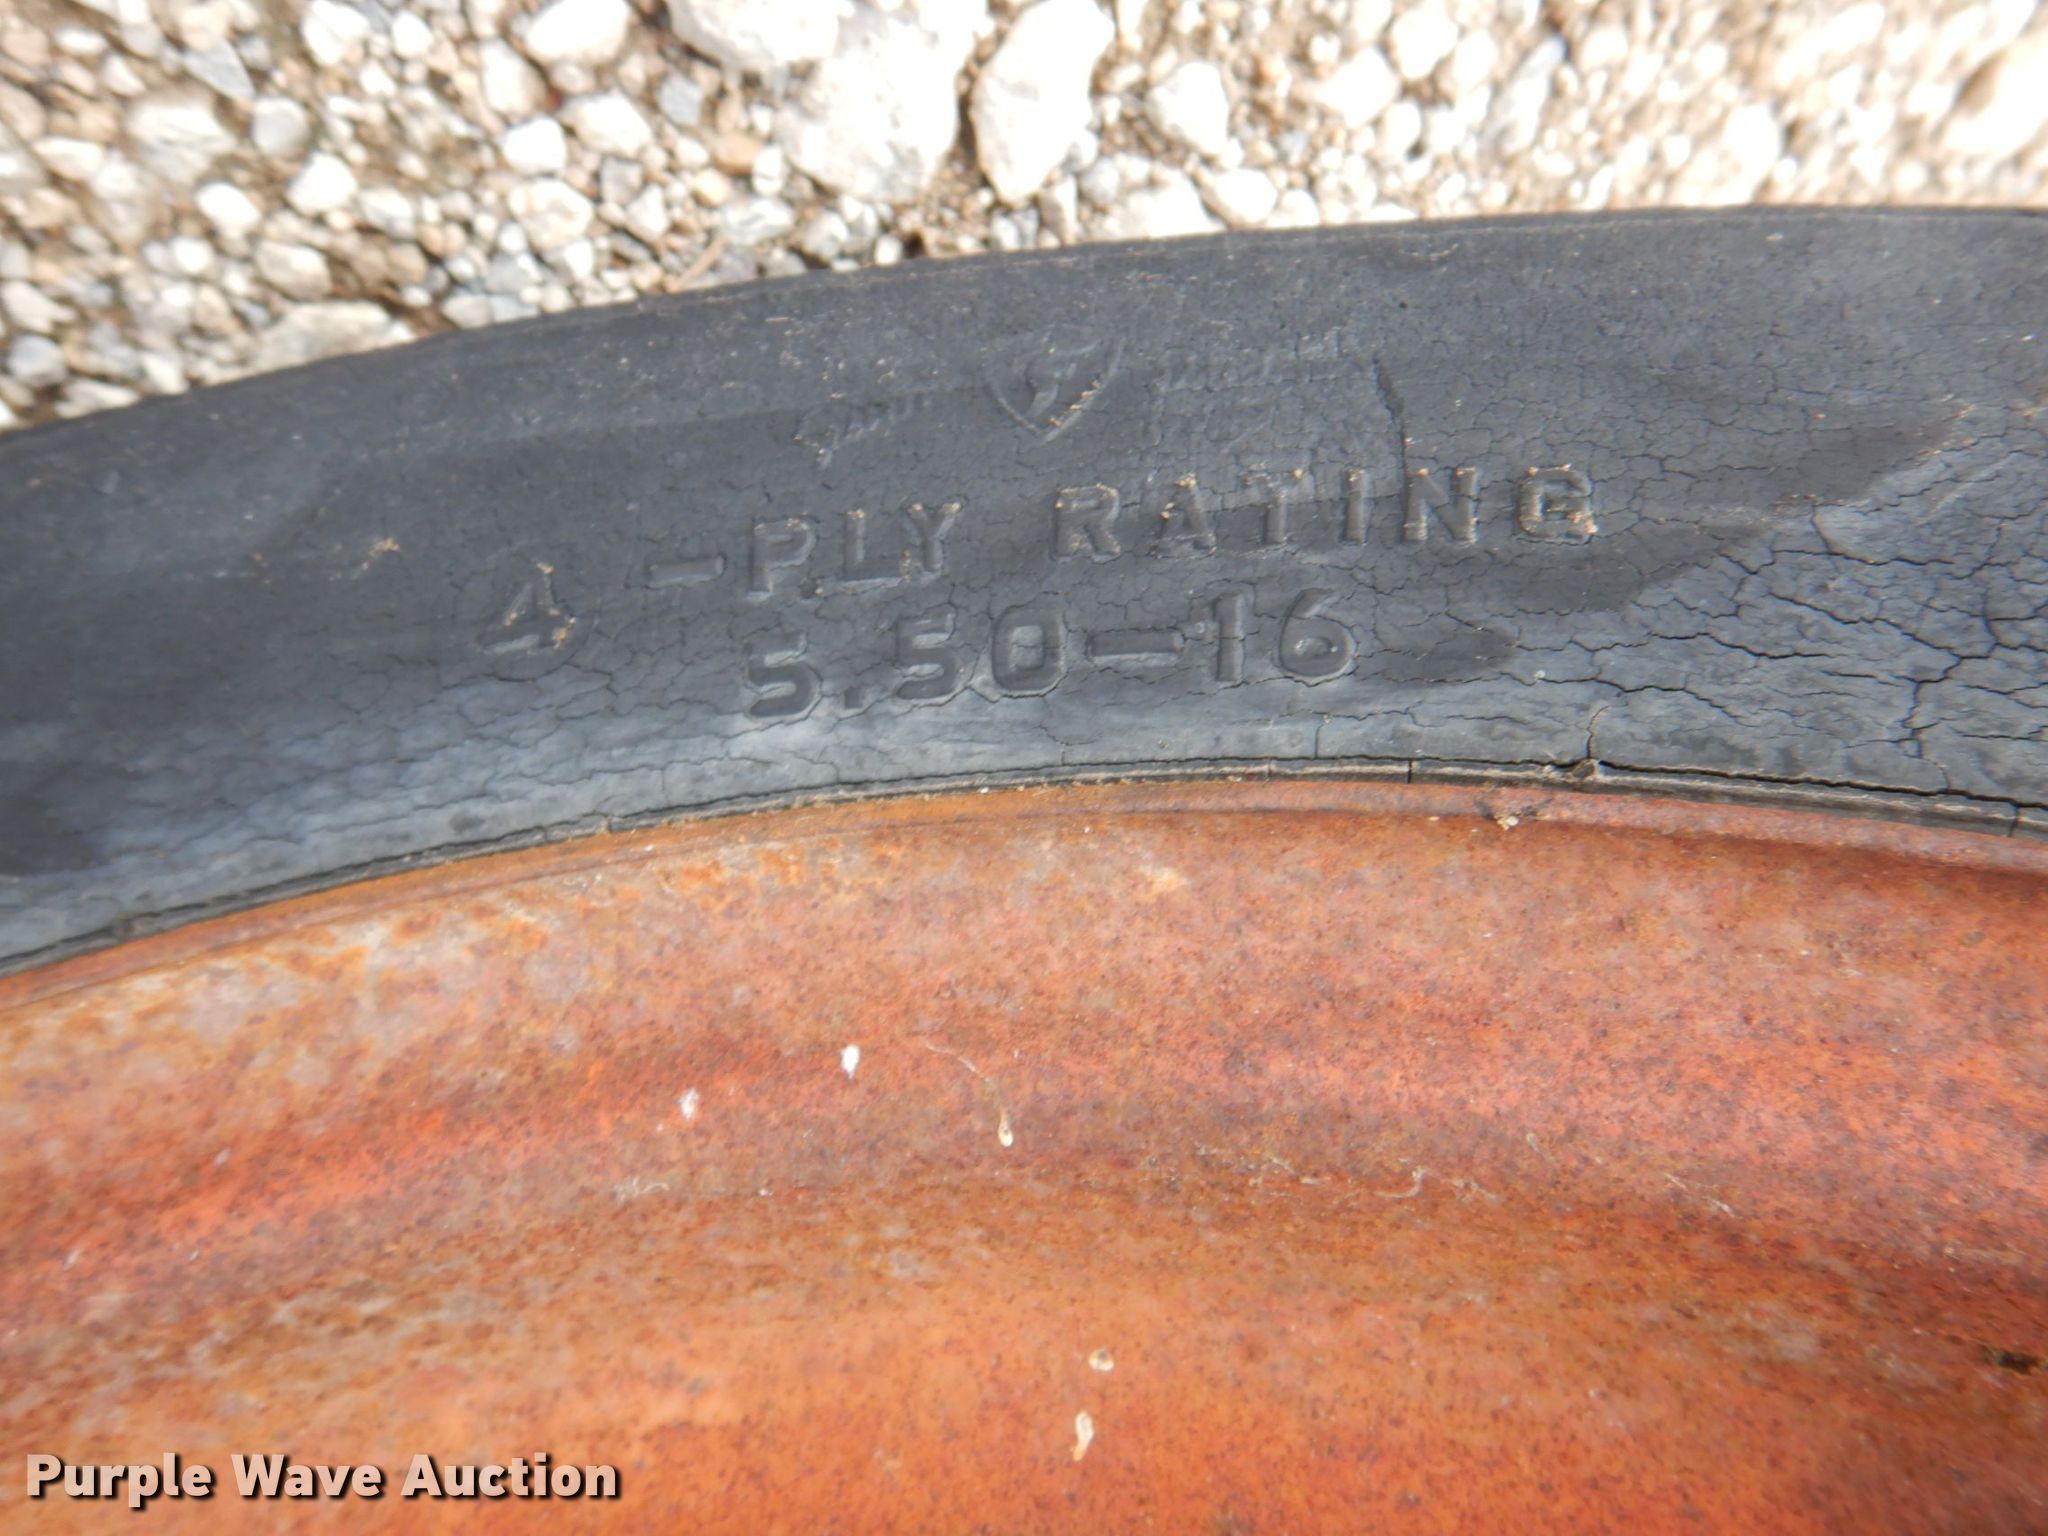 4-PLY RATING
5.50-16
Purple Wave Auction